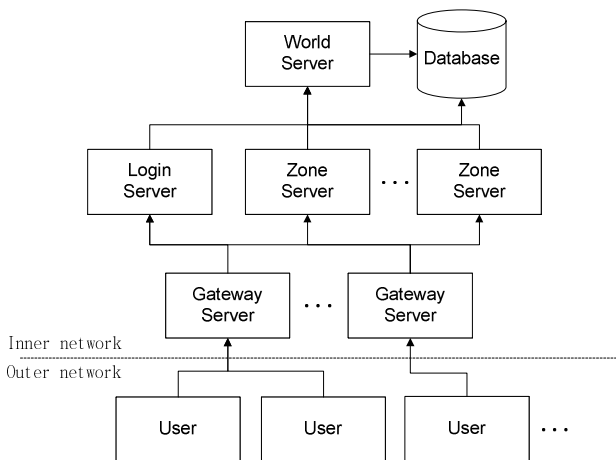 World
Server
Database
Login
Server
Zone
Server
...
Zone
Server
Gateway
Server
...
Gateway
Server
Inner network
Outer network
User
User
User
...